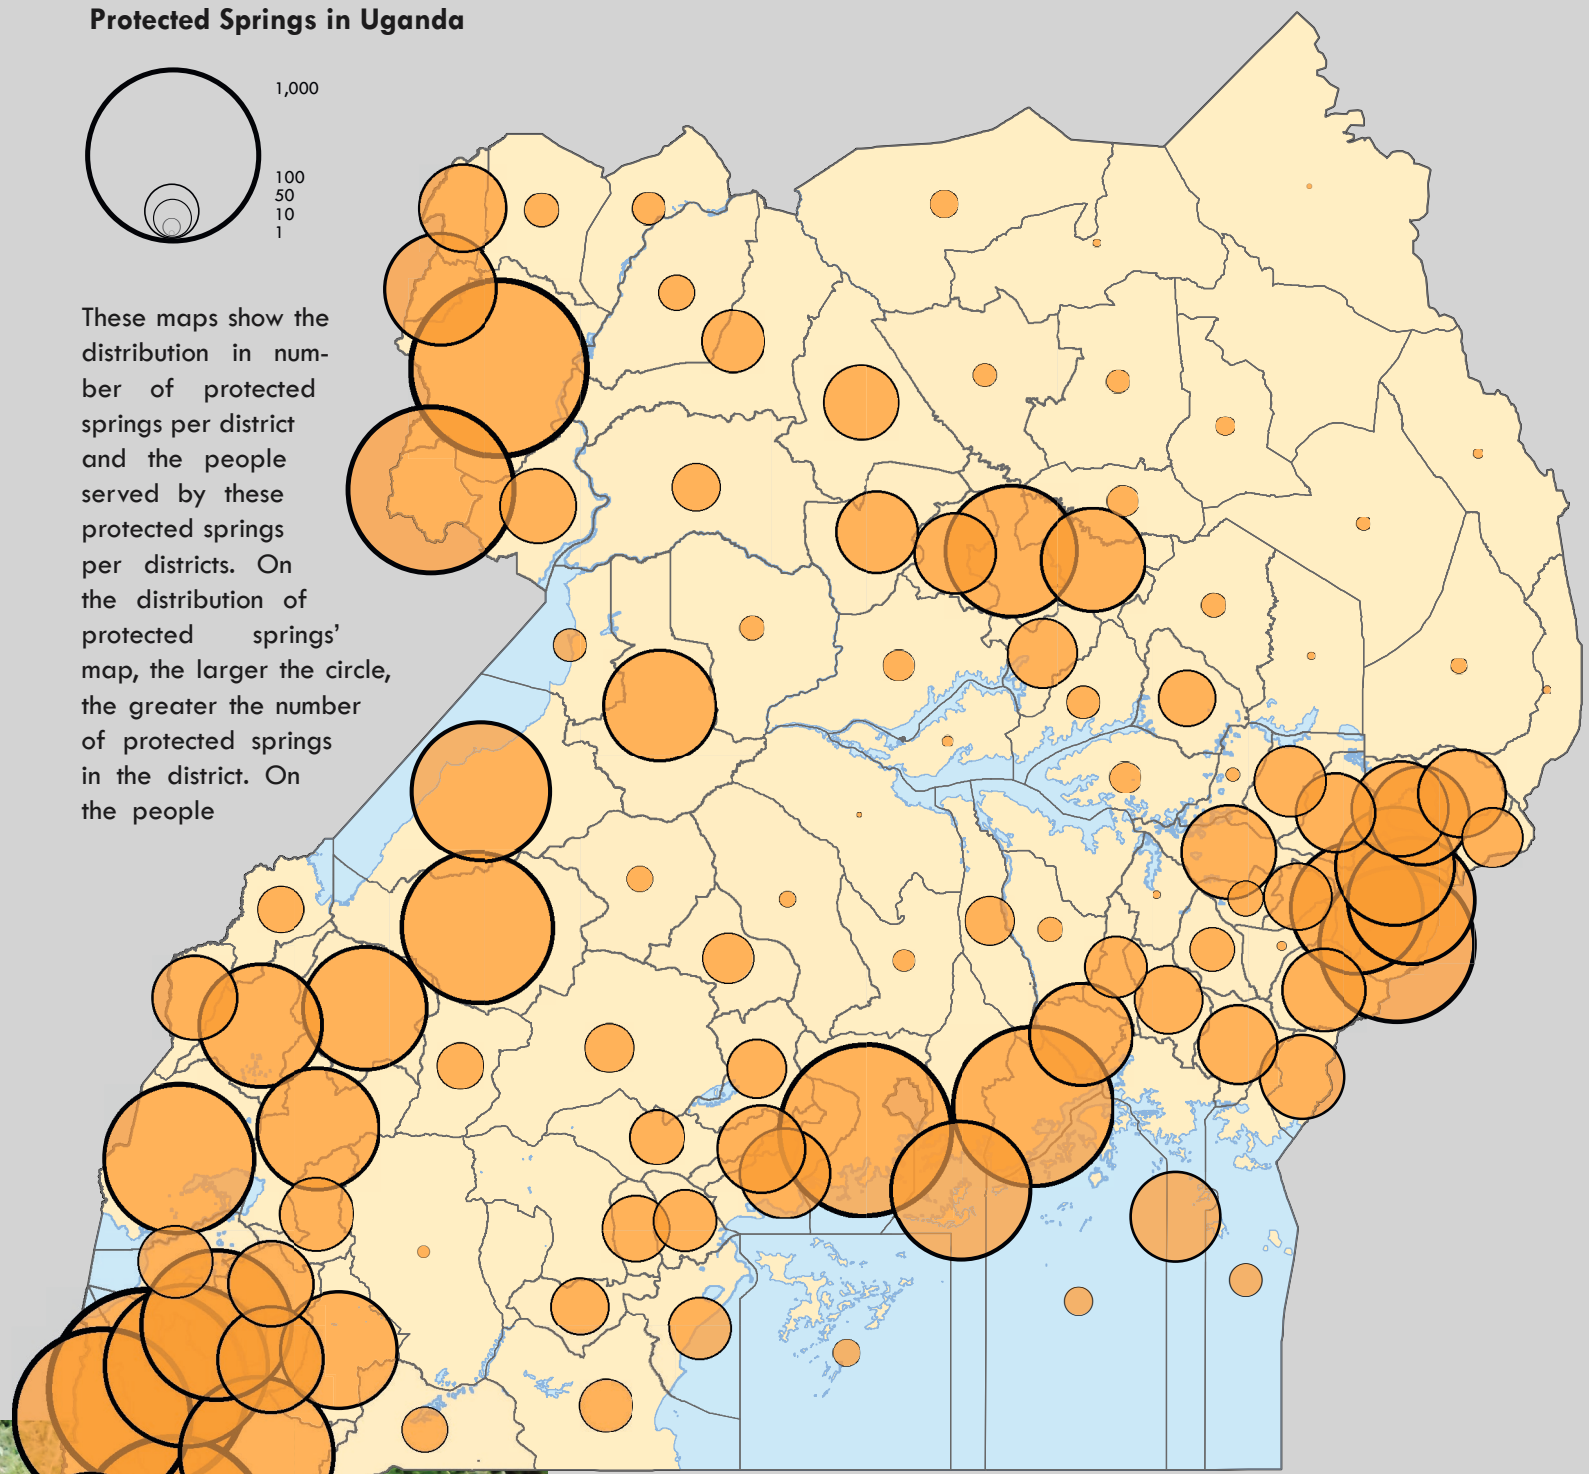 Protected Springs in Uganda
1,000
100
50
10
1
These maps show the
distribution in num-
ber of protected
springs per district
and the people
served by these
protected springs
per districts. On
the distribution of
protected springs'
map, the larger the circle,
the greater the number
of protected springs
in the district. On
the people